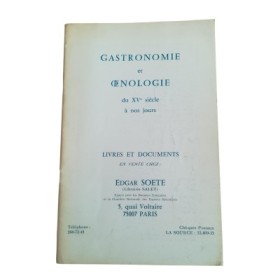 GASTRONOMIE
et
ŒNOLOGIE
du XVe siècle
à nos jours
LIVRES ET DOCUMENTS
EN VENTE CHEZ
EDGAR SOETE
5, quai Voltaire
75007 PARIS
Téléphone:
Chèques Postaux